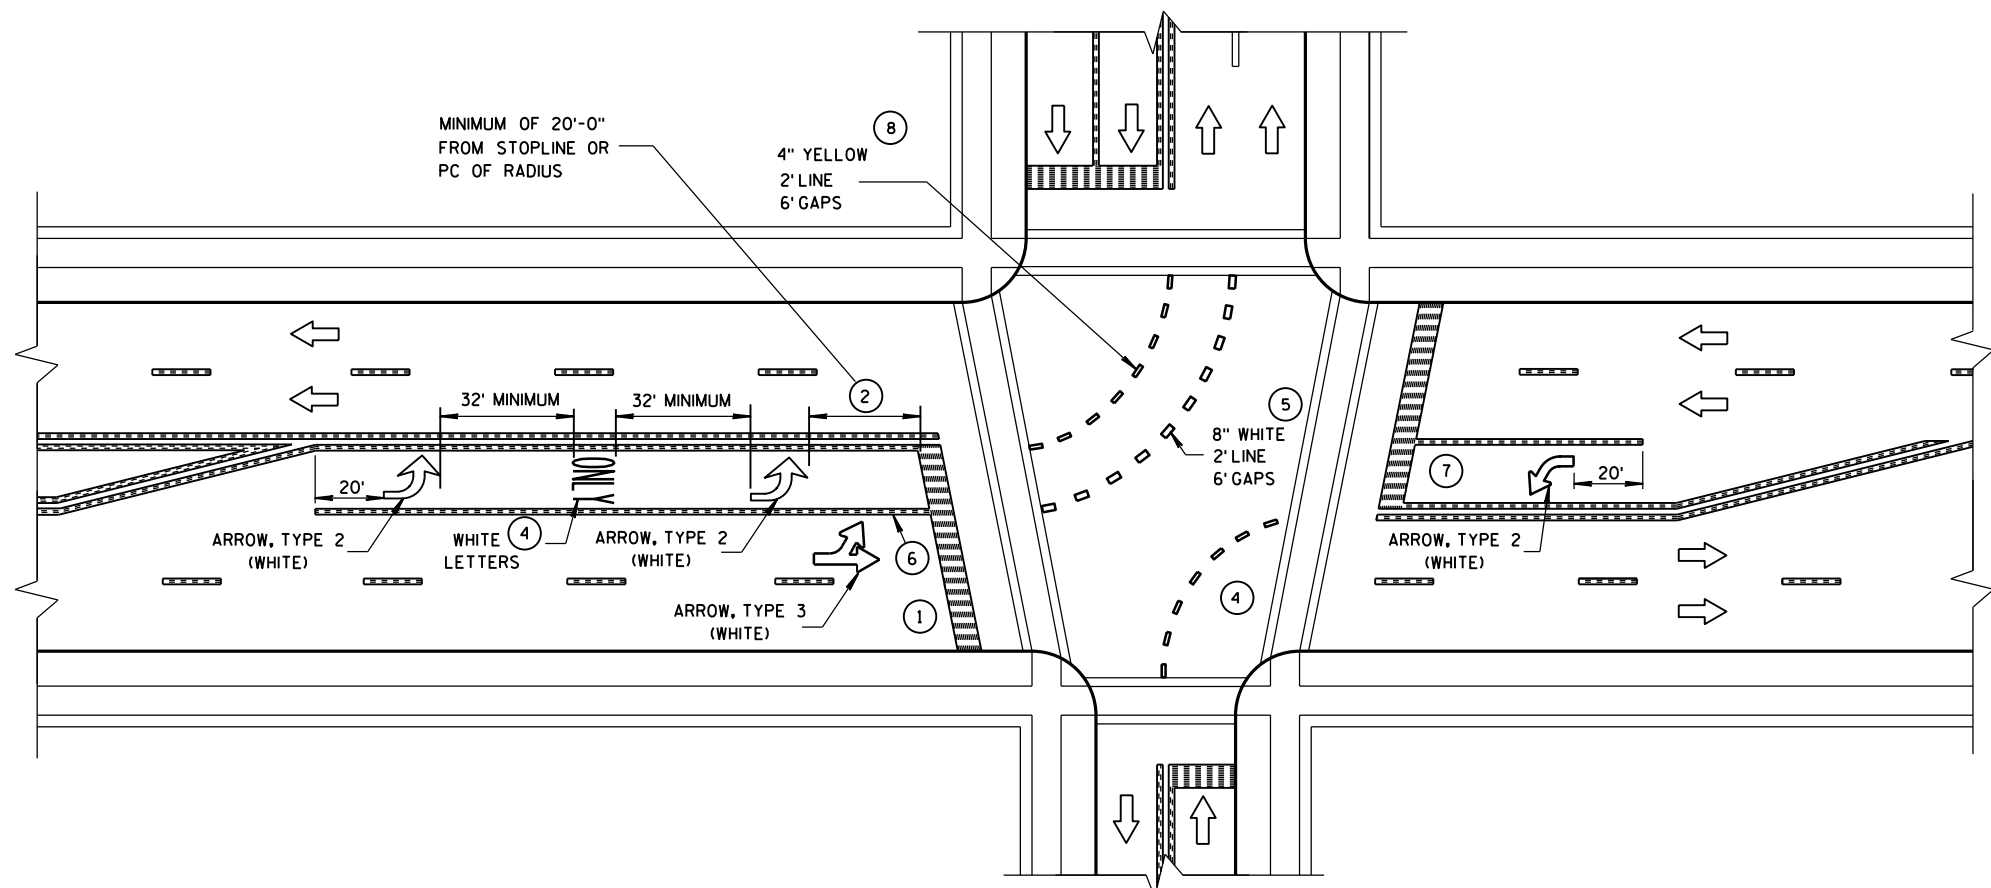 MINIMUM OF 20'-0"
FROM STOPLINE OR
PC OF RADIUS
8
4" YELLOW
2' LINE
6' GAPS
32' MINIMUM
32' MINIMUM
2
5
8" WHITE
2' LINE
6' GAPS
20'
ONLY
7
20'
ARROW, TYPE 2
(WHITE)
WHITE
LETTERS
4
ARROW, TYPE 2
(WHITE)
6
ARROW, TYPE 2
(WHITE)
ARROW, TYPE 3
(WHITE)
1
4